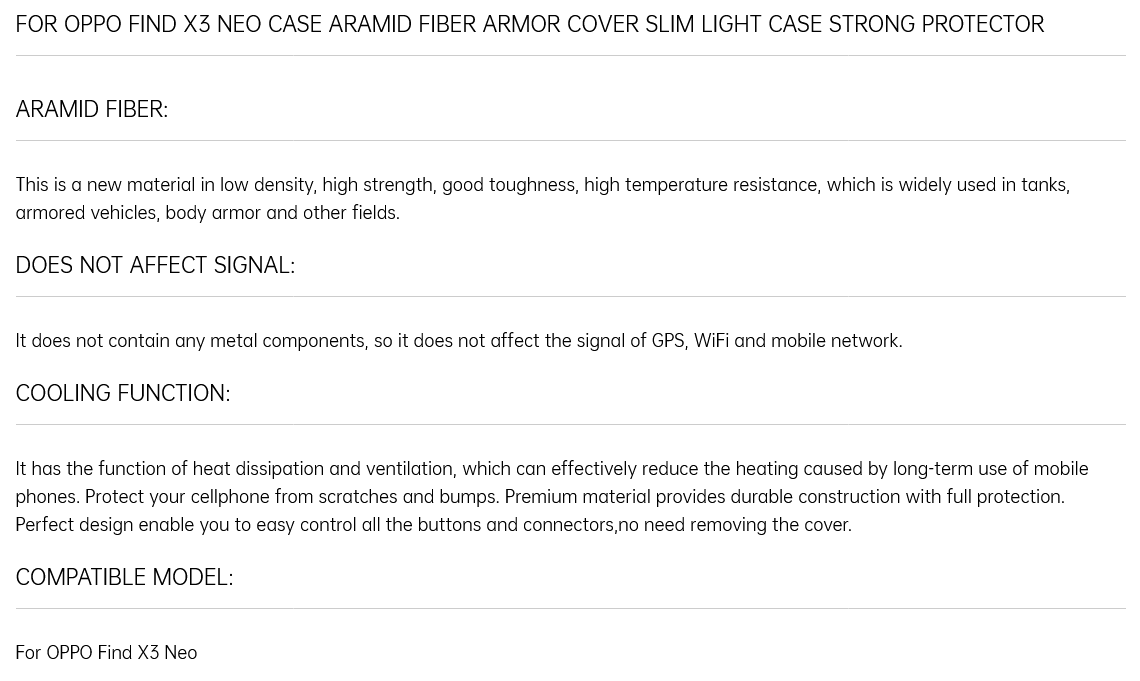 FOR OPPO FIND X3 NEO CASE ARAMID FIBER ARMOR COVER SLIM LIGHT CASE STRONG PROTECTOR
ARAMID FIBER:
This is a new material in low density, high strength, good toughness, high temperature resistance, which is widely used in tanks,
armored vehicles, body armor and other fields.
DOES NOT AFFECT SIGNAL:
It does not contain any metal components, so it does not affect the signal of GPS, WiFi and mobile network.
COOLING FUNCTION:
It has the function of heat dissipation and ventilation, which can effectively reduce the heating caused by long-term use of mobile
phones. Protect your cellphone from scratches and bumps. Premium material provides durable construction with full protection.
Perfect design enable you to easy control all the buttons and connectors,no need removing the cover.
COMPATIBLE MODEL:
For OPPO Find X3 Neo